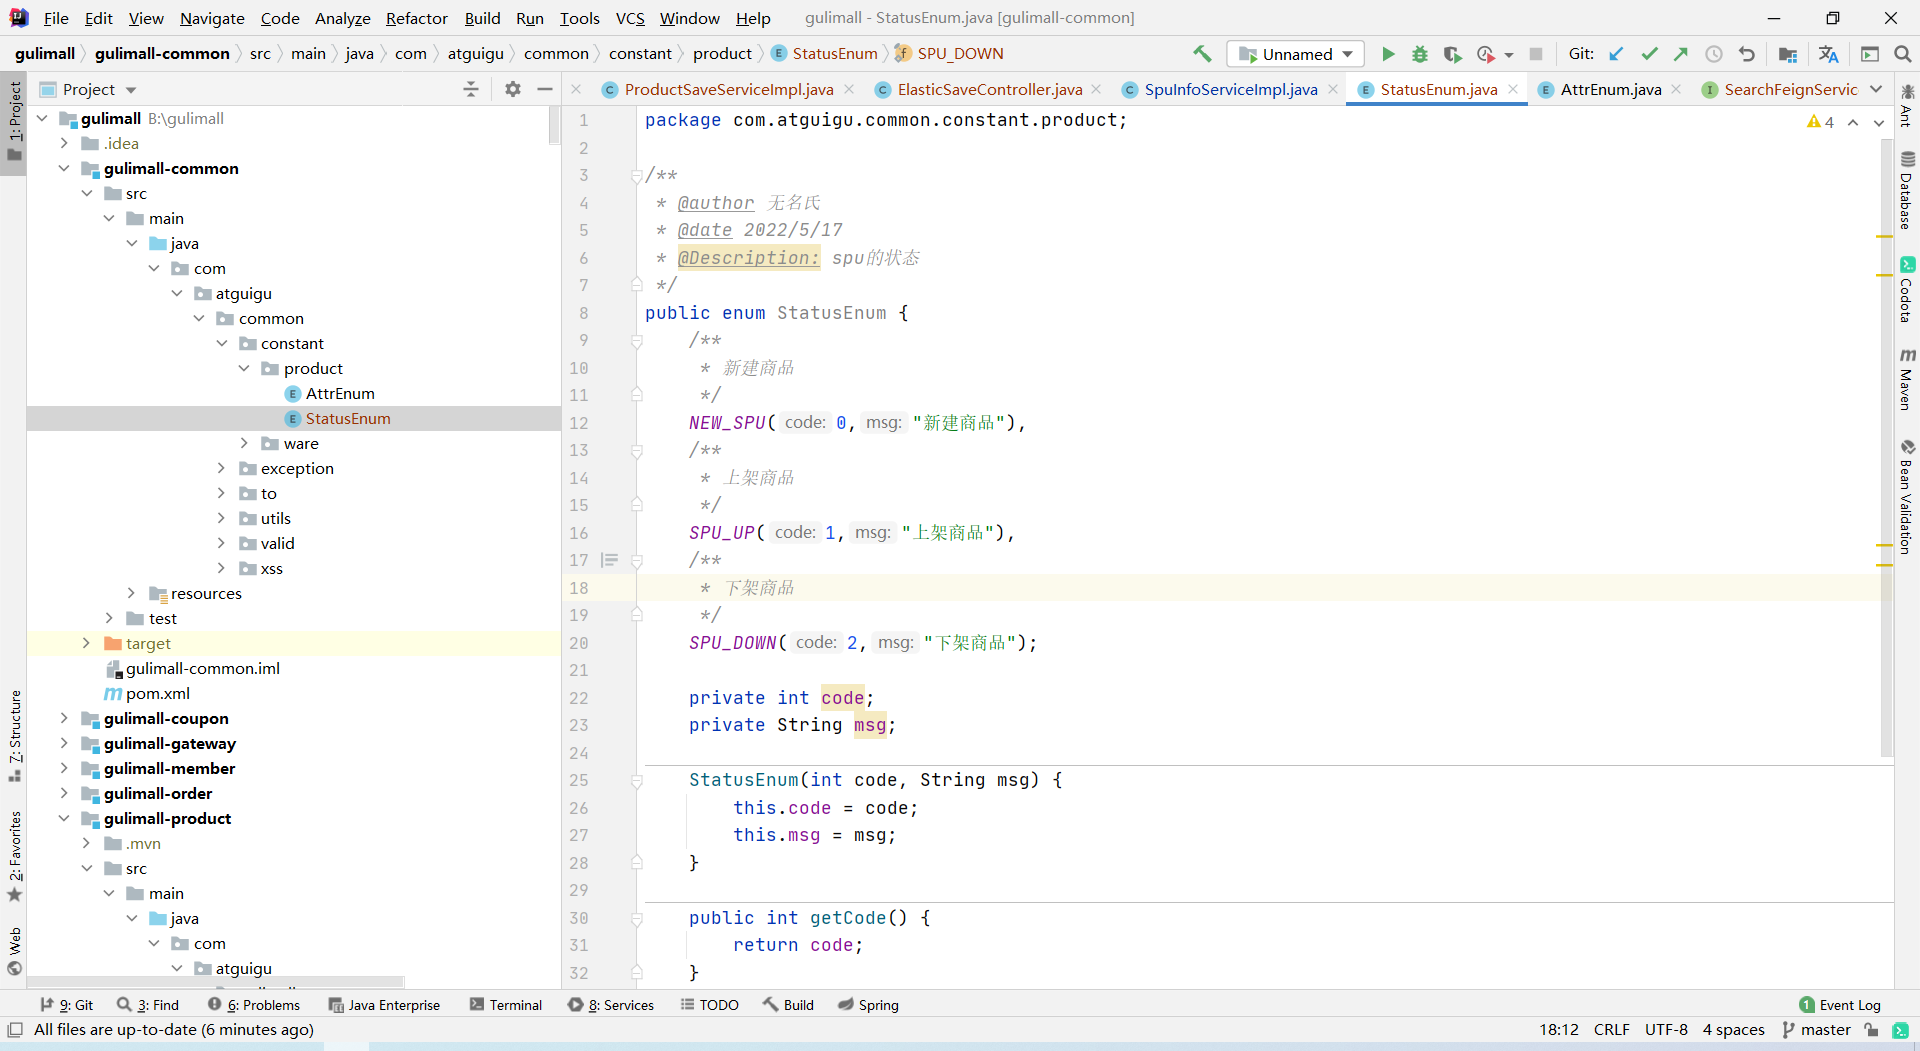 File Edit View Navigate Code Analyze Refactor Build Run Tools VCS Window Help gulimall - StatusEnum.java [gulimall-common]
gulimall gulimall-common src main java com atguigu common constant product StatusEnum SPU_DOWN Unnamed Git:
Project
ProductSaveServiceImpl.java ElasticSaveController.java SpuInfoServiceImpl.java StatusEnum.java AttrEnum.java SearchFeignServic
1: Project
7: Structure
2: Favorites
Web
gulimall B:\gulimall
.idea
gulimall-common
src
main
java
com
atguigu
common
constant
product
AttrEnum
StatusEnum
ware
exception
to
utils
valid
xss
resources
test
target
gulimall-common.iml
pom.xml
gulimall-coupon
gulimall-gateway
gulimall-member
gulimall-order
gulimall-product
.mvn
src
main
java
com
atguigu
4
1 package com.atguigu.common.constant.product;
2
3 /**
4 * @author 无名氏
5 * @date 2022/5/17
6 * @Description: spu的状态
7 */
8 public enum StatusEnum {
9 /**
10 * 新建商品
11 */
12 NEW_SPU( code: 0, msg: "新建商品"),
13 /**
14 * 上架商品
15 */
16 SPU_UP( code: 1, msg: "上架商品"),
17 /**
18 * 下架商品
19 */
20 SPU_DOWN( code: 2, msg: "下架商品");
21
22 private int code;
23 private String msg;
24
25 StatusEnum(int code, String msg) {
26 this.code = code;
27 this.msg = msg;
28 }
29
30 public int getCode() {
31 return code;
32 }
Ant
Database
Codota
Maven
Bean Validation
9: Git 3: Find 6: Problems Java Enterprise Terminal 8: Services TODO Build Spring 1 Event Log
All files are up-to-date (6 minutes ago) 18:12 CRLF UTF-8 4 spaces master